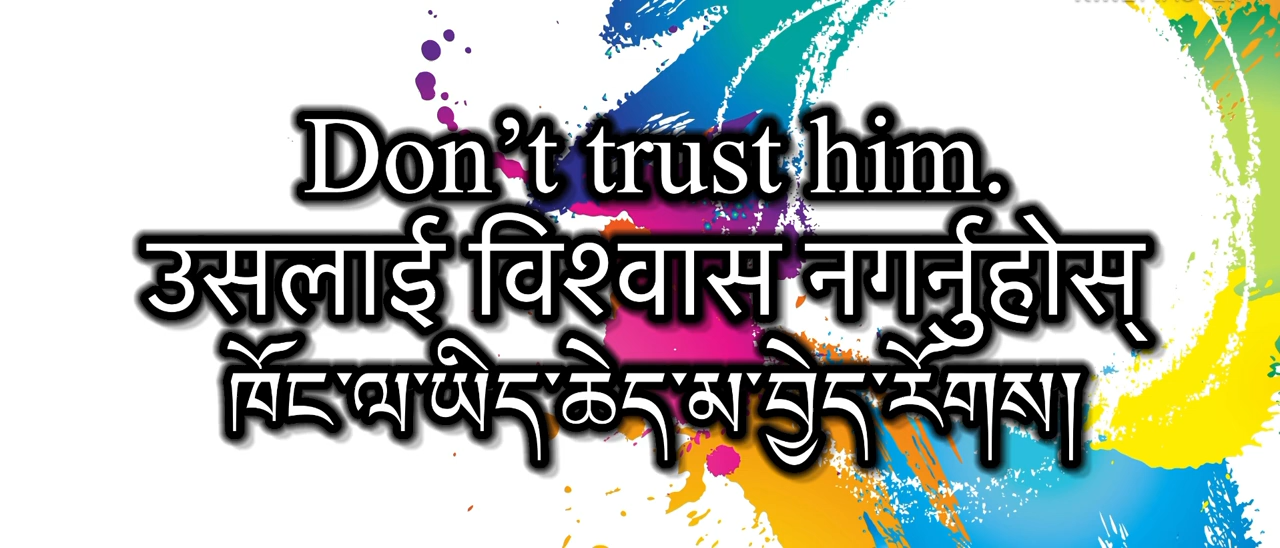 Don’t trust him.
उसलाई विश्वास नगर्नुहोस्
ཁོང་ལ་ཡིད་ཆེད་མ་བྱེད་རོགས།